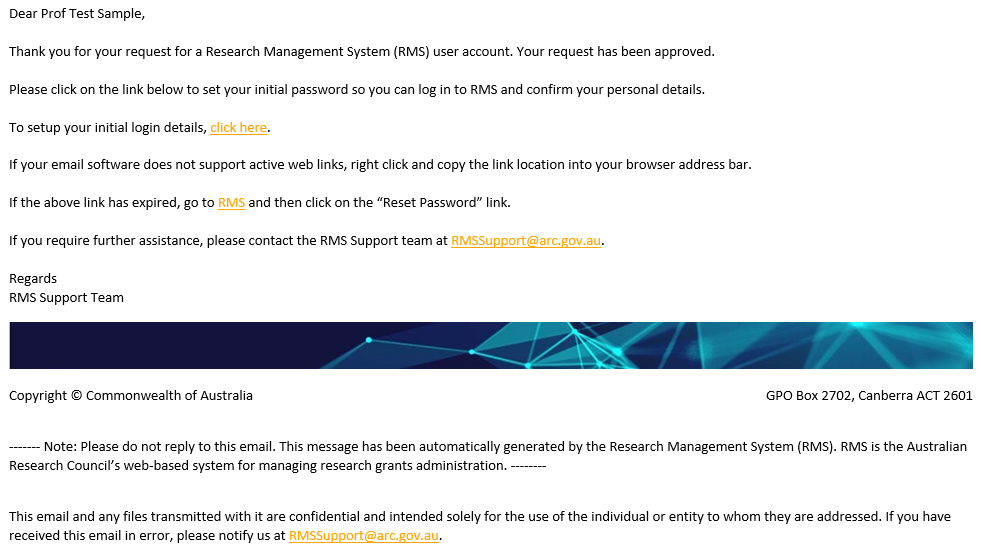 Dear Prof Test Sample,
Thank you for your request for a Research Management System (RMS) user account. Your request has been approved.
Please click on the link below to set your initial password so you can log in to RMS and confirm your personal details.
To setup your initial login details, click here.
If your email software does not support active web links, right click and copy the link location into your browser address bar.
If the above link has expired, go to RMS and then click on the “Reset Password” link.
If you require further assistance, please contact the RMS Support team at RMSSupport@arc.gov.au.
Regards
RMS Support Team
Copyright © Commonwealth of Australia GPO Box 2702, Canberra ACT 2601
------- Note: Please do not reply to this email. This message has been automatically generated by the Research Management System (RMS). RMS is the Australian
Research Council’s web-based system for managing research grants administration. --------
This email and any files transmitted with it are confidential and intended solely for the use of the individual or entity to whom they are addressed. If you have
received this email in error, please notify us at RMSSupport@arc.gov.au.